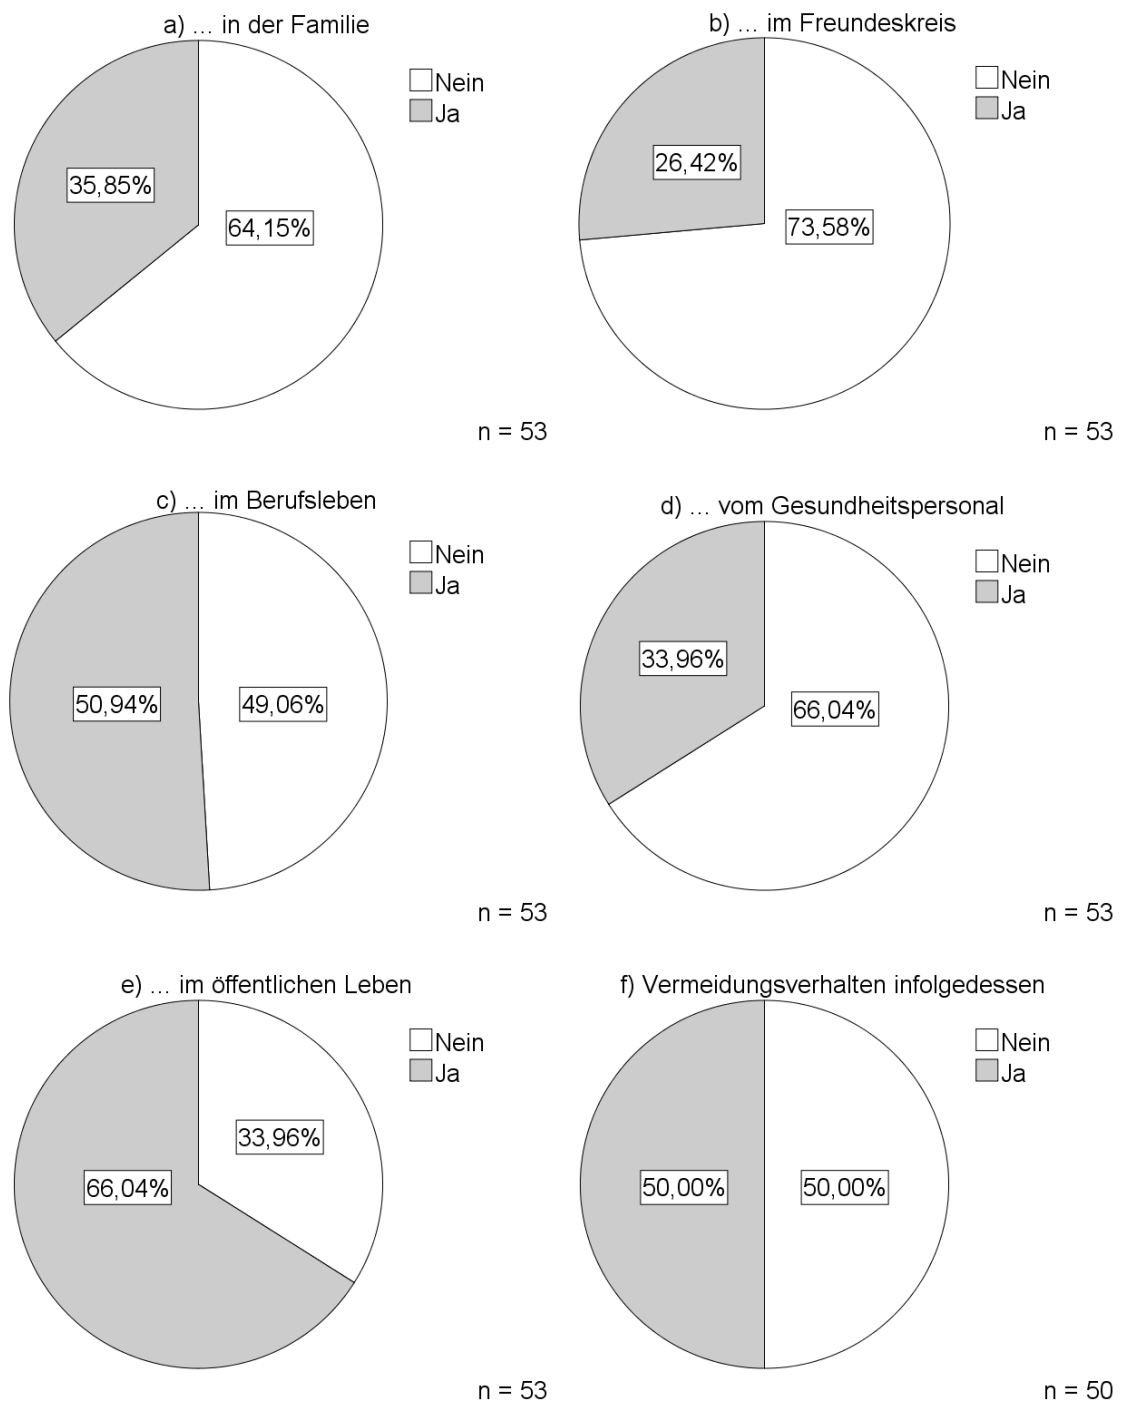 a) ... in der Familie
Nein
Ja
35,85%
64,15%
n = 53
b) ... im Freundeskreis
Nein
Ja
26,42%
73,58%
n = 53
c) ... im Berufsleben
Nein
Ja
50,94%
49,06%
n = 53
d) ... vom Gesundheitspersonal
Nein
Ja
33,96%
66,04%
n = 53
e) ... im öffentlichen Leben
Nein
Ja
33,96%
66,04%
n = 53
f) Vermeidungsverhalten infolgedessen
Nein
Ja
50,00%
50,00%
n = 50